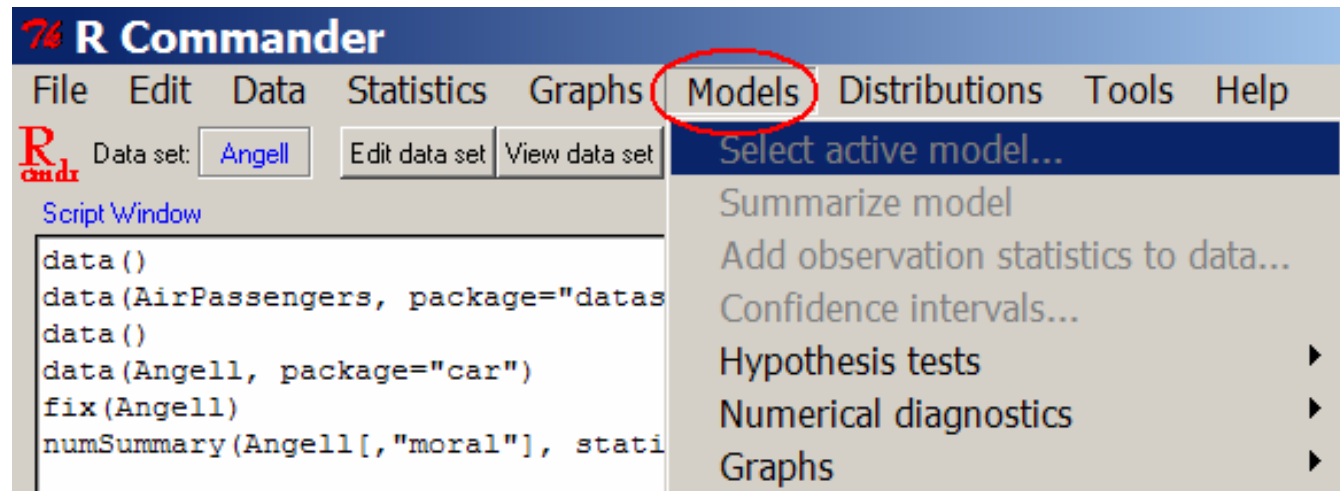 R Commander
File Edit Data Statistics Graphs Models Distributions Tools Help
R cmdr Data set: Angell Edit data set View data set
Script Window
data()
data(AirPassengers, package="datas
data()
data(Angell, package="car")
fix(Angell)
numSummary(Angell[,"moral"], stati
Select active model...
Summarize model
Add observation statistics to data...
Confidence intervals...
Hypothesis tests
Numerical diagnostics
Graphs